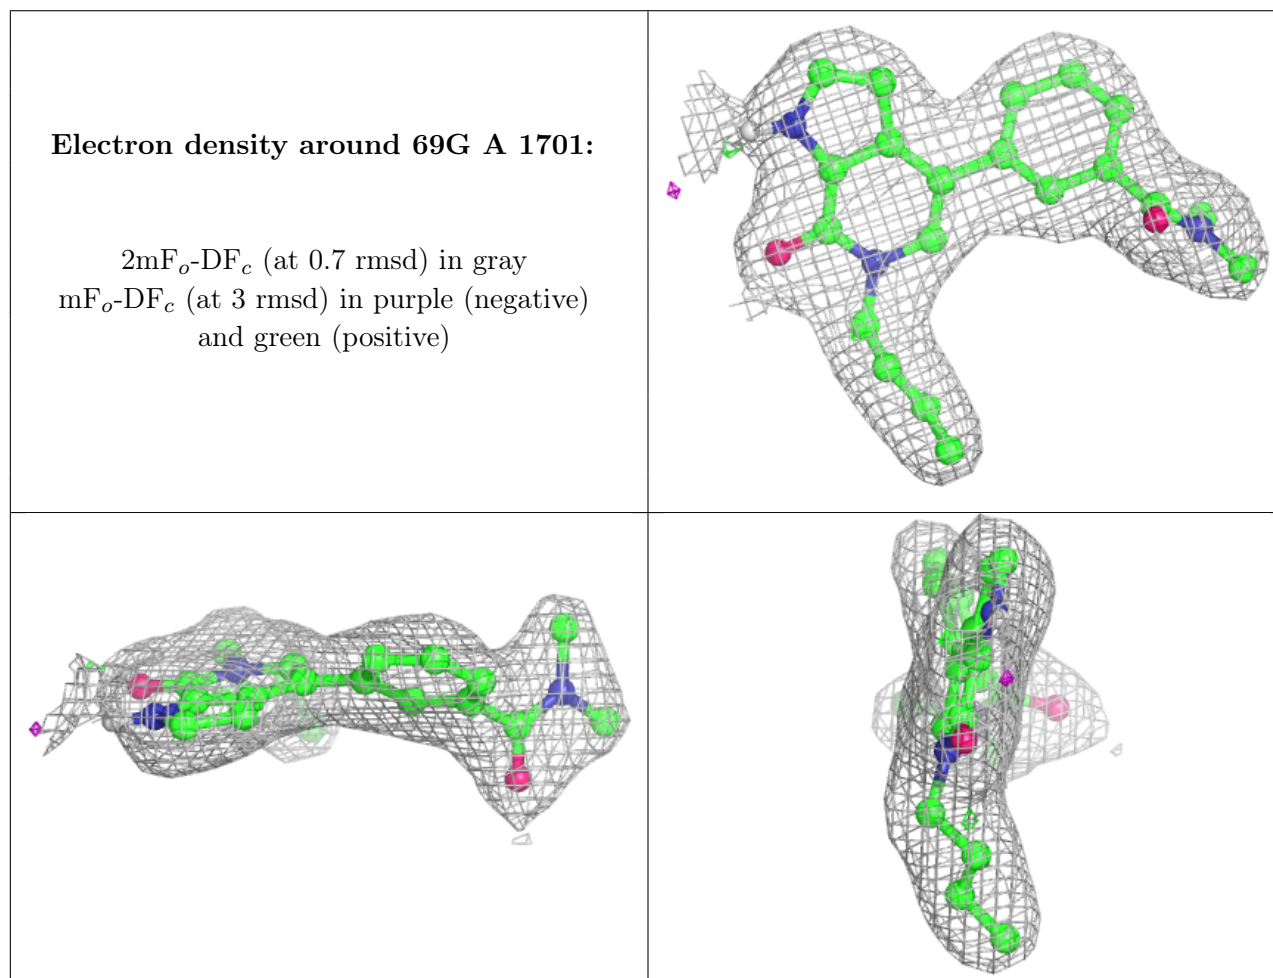 Electron density around 69G A 1701:
2mFo-DFc (at 0.7 rmsd) in gray
mFo-DFc (at 3 rmsd) in purple (negative)
and green (positive)